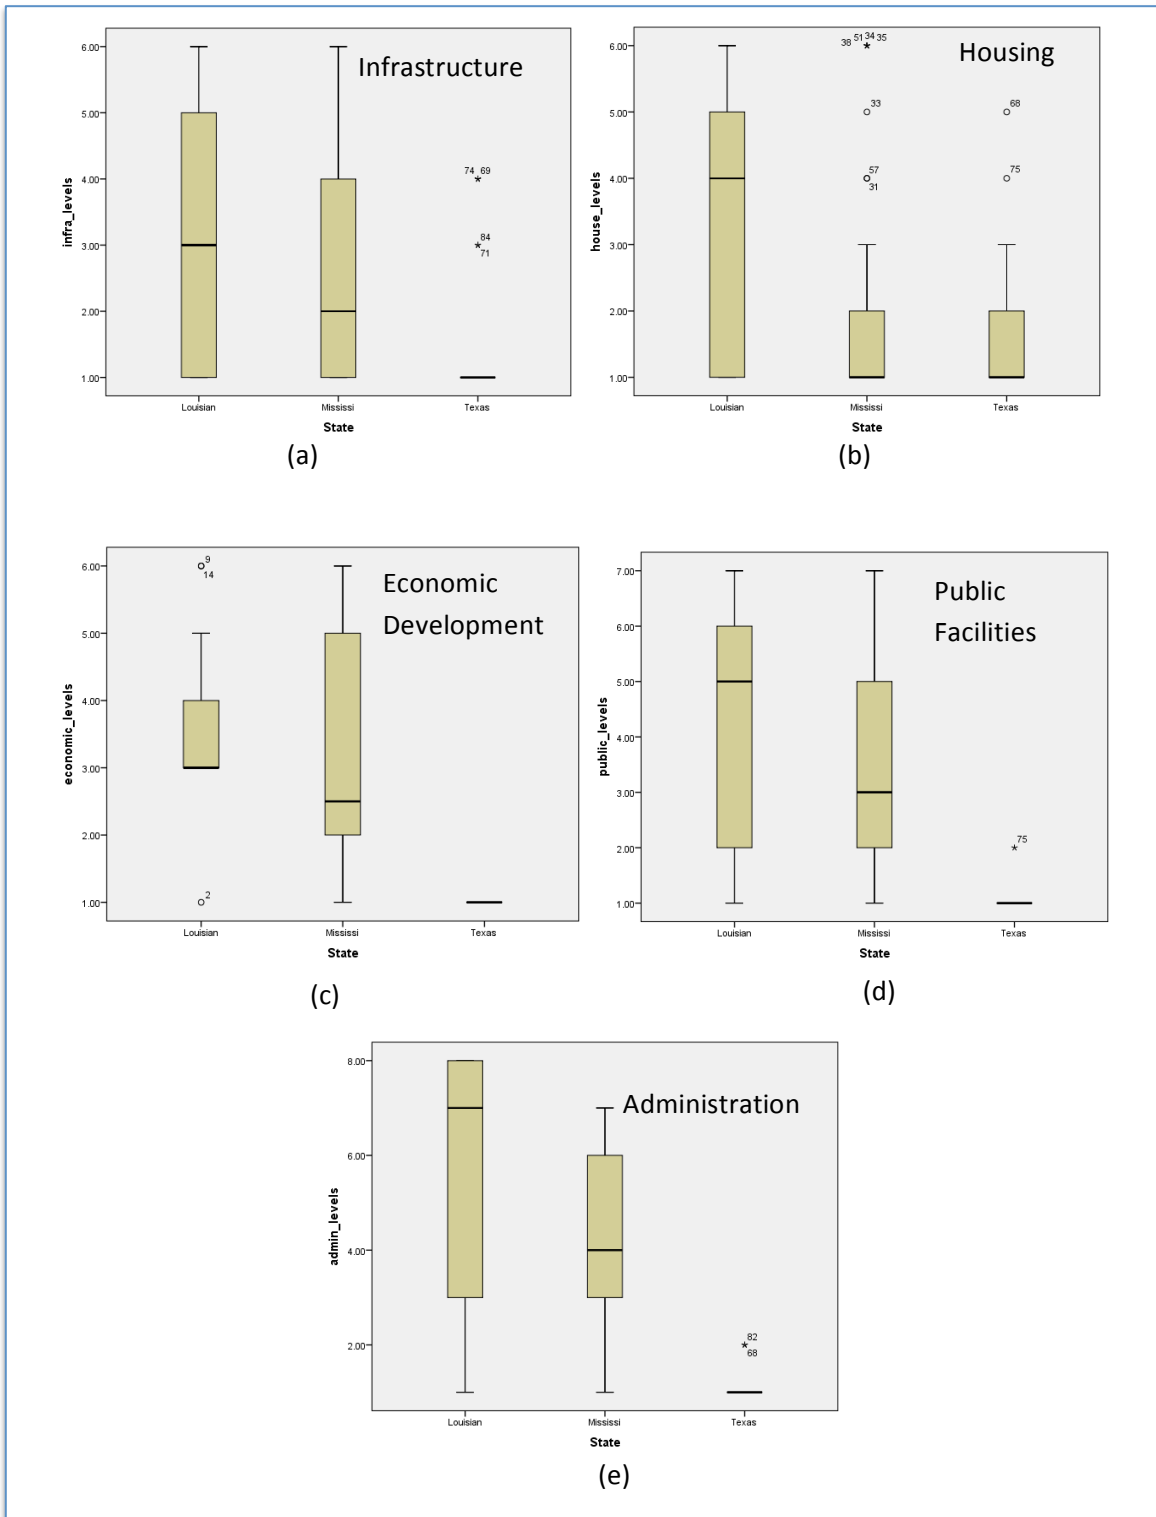 Infrastructure
6.00
5.00
4.00
3.00
2.00
1.00
infra_levels
74 69
84
71
Louisian Mississi Texas
State
(a)
Housing
6.00
5.00
4.00
3.00
2.00
1.00
house_levels
38 51 34 35
33
57
31
68
75
Louisian Mississi Texas
State
(b)
Economic
Development
6.00
5.00
4.00
3.00
2.00
1.00
economic_levels
9
14
2
Louisian Mississi Texas
State
(c)
Public
Facilities
7.00
6.00
5.00
4.00
3.00
2.00
1.00
public_levels
75
Louisian Mississi Texas
State
(d)
Administration
8.00
6.00
4.00
2.00
admin_levels
82
68
Louisian Mississi Texas
State
(e)